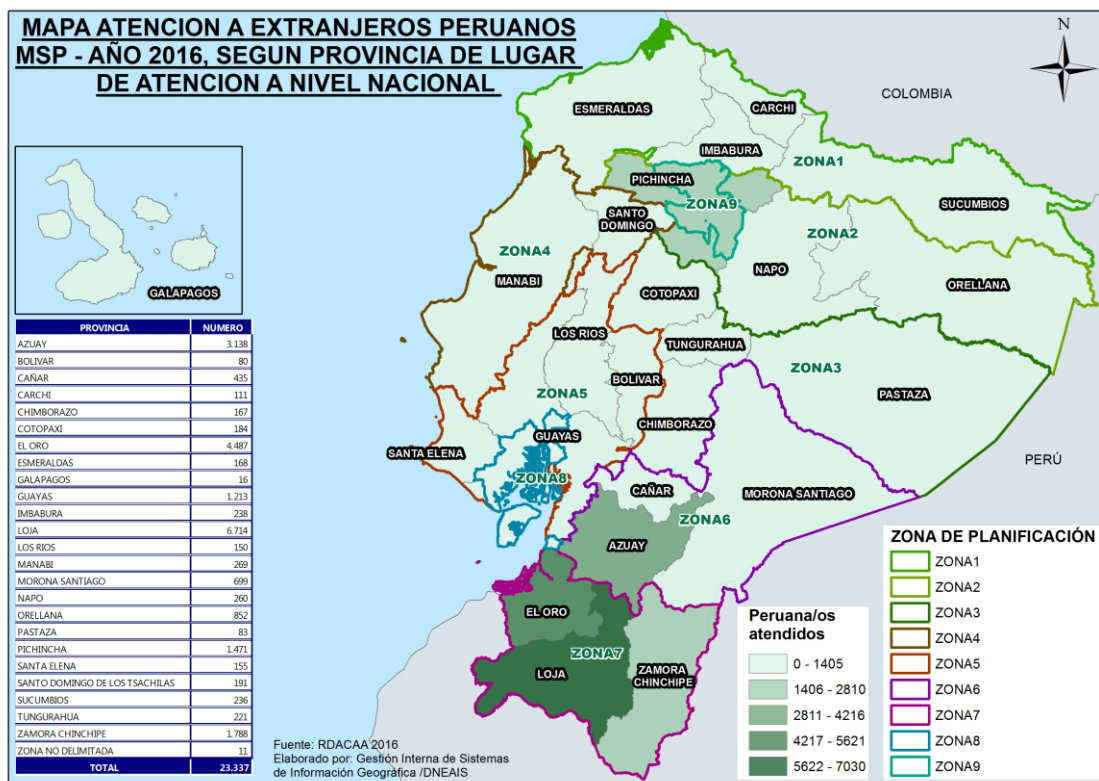 MAPA ATENCION A EXTRANJEROS PERUANOS
MSP - AÑO 2016, SEGUN PROVINCIA DE LUGAR
DE ATENCION A NIVEL NACIONAL
COLOMBIA
ESMERALDAS
CARCHI
IMBABURA
ZONA1
PICHINCHA
SUCUMBIOS
ZONA9
SANTO
DOMINGO
ZONA2
ZONA4
NAPO
MANABI
ORELLANA
COTOPAXI
GALAPAGOS
LOS RIOS
TUNGURAHUA
ZONA3
BOLIVAR
PASTAZA
ZONA5
CHIMBORAZO
GUAYAS
SANTA ELENA
PERÚ
ZONA8
CAÑAR
MORONA SANTIAGO
ZONA6
AZUAY
EL ORO
ZONA7
LOJA
ZAMORA
CHINCHIPE
PROVINCIA NUMERO
AZUAY 3.138
BOLIVAR 80
CAÑAR 435
CARCHI 111
CHIMBORAZO 167
COTOPAXI 184
EL ORO 4.487
ESMERALDAS 168
GALAPAGOS 16
GUAYAS 1.213
IMBABURA 238
LOJA 6.714
LOS RIOS 150
MANABI 269
MORONA SANTIAGO 699
NAPO 260
ORELLANA 852
PASTAZA 83
PICHINCHA 1.471
SANTA ELENA 155
SANTO DOMINGO DE LOS TSACHILAS 191
SUCUMBIOS 236
TUNGURAHUA 221
ZAMORA CHINCHIPE 1.788
ZONA NO DELIMITADA 11
TOTAL 23.337
Fuente: RDACAA 2016
Elaborado por: Gestión Interna de Sistemas
de Información Geográfica /DNEAIS
Peruana/os
atendidos
0 - 1405
1406 - 2810
2811 - 4216
4217 - 5621
5622 - 7030
ZONA DE PLANIFICACIÓN
ZONA1
ZONA2
ZONA3
ZONA4
ZONA5
ZONA6
ZONA7
ZONA8
ZONA9
N